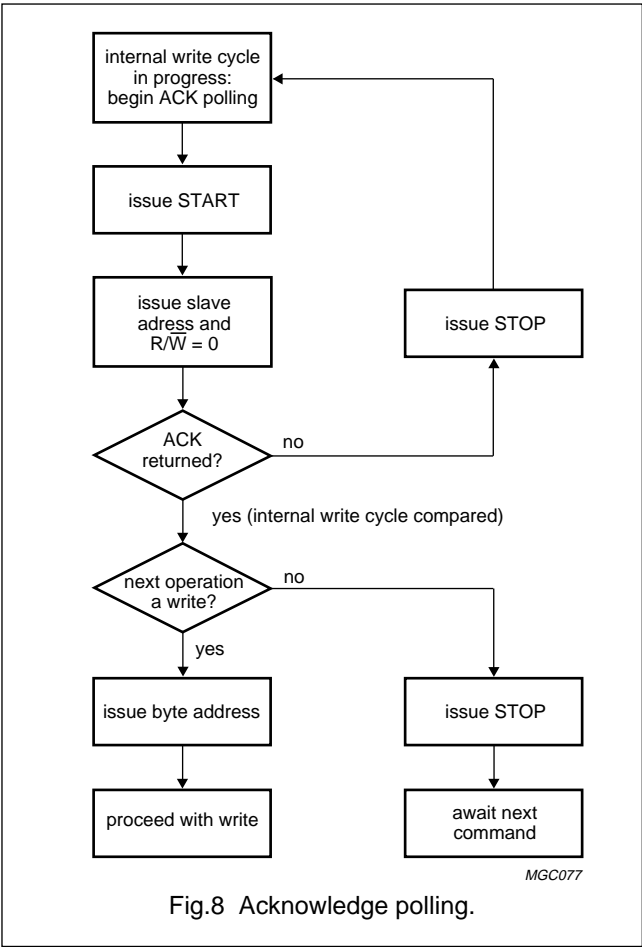 internal write cycle
in progress:
begin ACK polling
issue START
issue slave
adress and
R/W̅ = 0
issue STOP
ACK
returned?
no
yes (internal write cycle compared)
next operation
a write?
no
yes
issue byte address
issue STOP
proceed with write
await next
command
MGC077
Fig.8 Acknowledge polling.